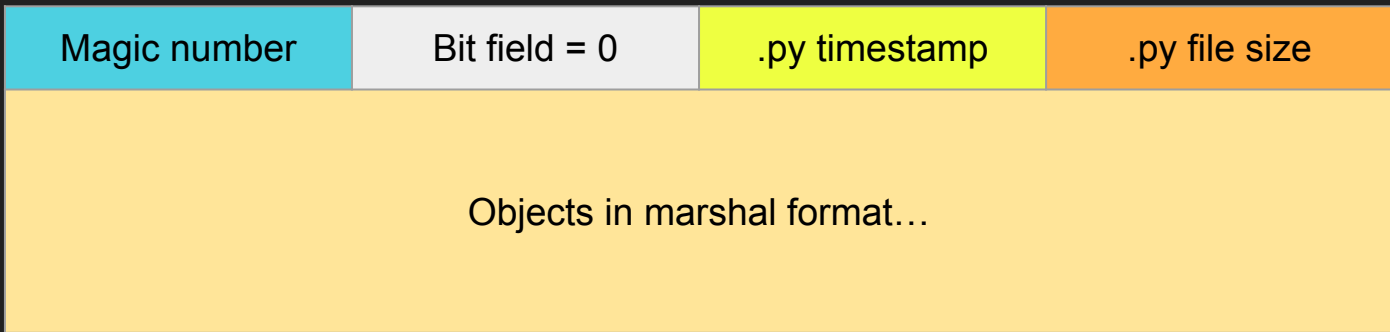 Magic number
Bit field = 0
.py timestamp
.py file size
Objects in marshal format…